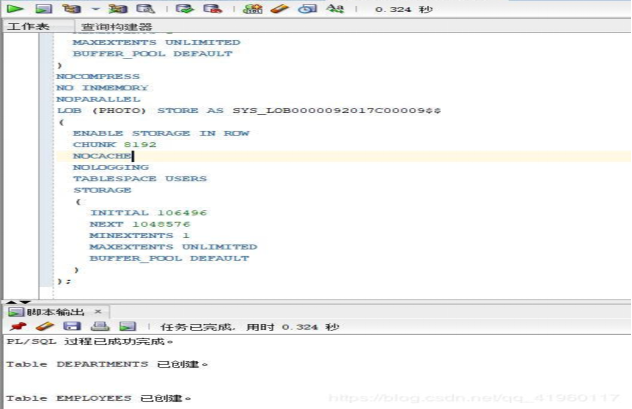 0.324 秒
工作表 查询构建器
MAXEXTENTS UNLIMITED
BUFFER_POOL DEFAULT
)
NOCOMPRESS
NO INMEMORY
NOPARALLEL
LOB (PHOTO) STORE AS SYS_LOB0000092017C00009$$
(
ENABLE STORAGE IN ROW
CHUNK 8192
NOCACHE
NOLOGGING
TABLESPACE USERS
STORAGE
(
INITIAL 106496
NEXT 1048576
MINEXTENTS 1
MAXEXTENTS UNLIMITED
BUFFER_POOL DEFAULT
)
);
脚本输出 ×
任务已完成, 用时 0.324 秒
PL/SQL 过程已成功完成。
Table DEPARTMENTS 已创建。
Table EMPLOYEES 已创建。
https://blog.csdn.net/qq_41960117